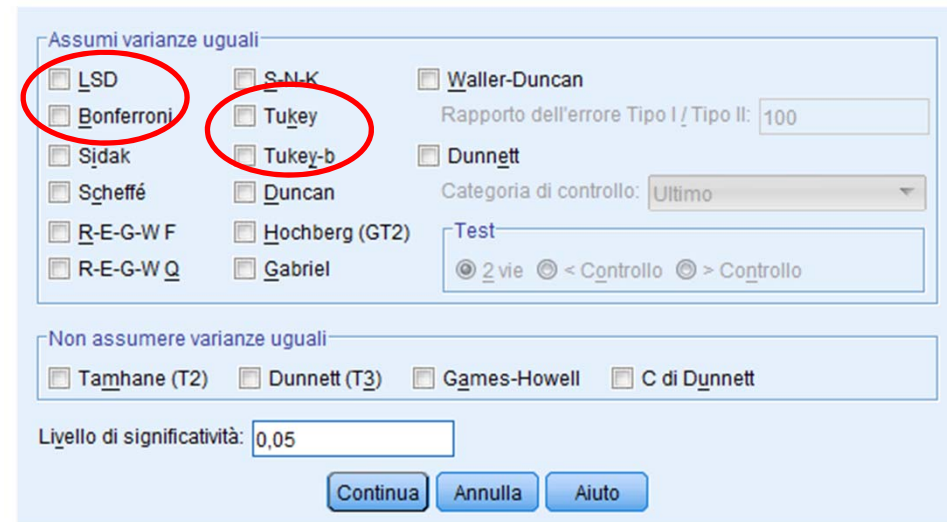 Assumi varianze uguali
LSD S-N-K Waller-Duncan
Bonferroni Tukey Rapporto dell'errore Tipo I / Tipo II: 100
Sidak Tukey-b Dunnett
Scheffé Duncan Categoria di controllo: Ultimo
R-E-G-W F Hochberg (GT2) Test
R-E-G-W Q Gabriel 2 vie < Controllo > Controllo
Non assumere varianze uguali
Tamhane (T2) Dunnett (T3) Games-Howell C di Dunnett
Livello di significatività: 0,05
Continua Annulla Aiuto